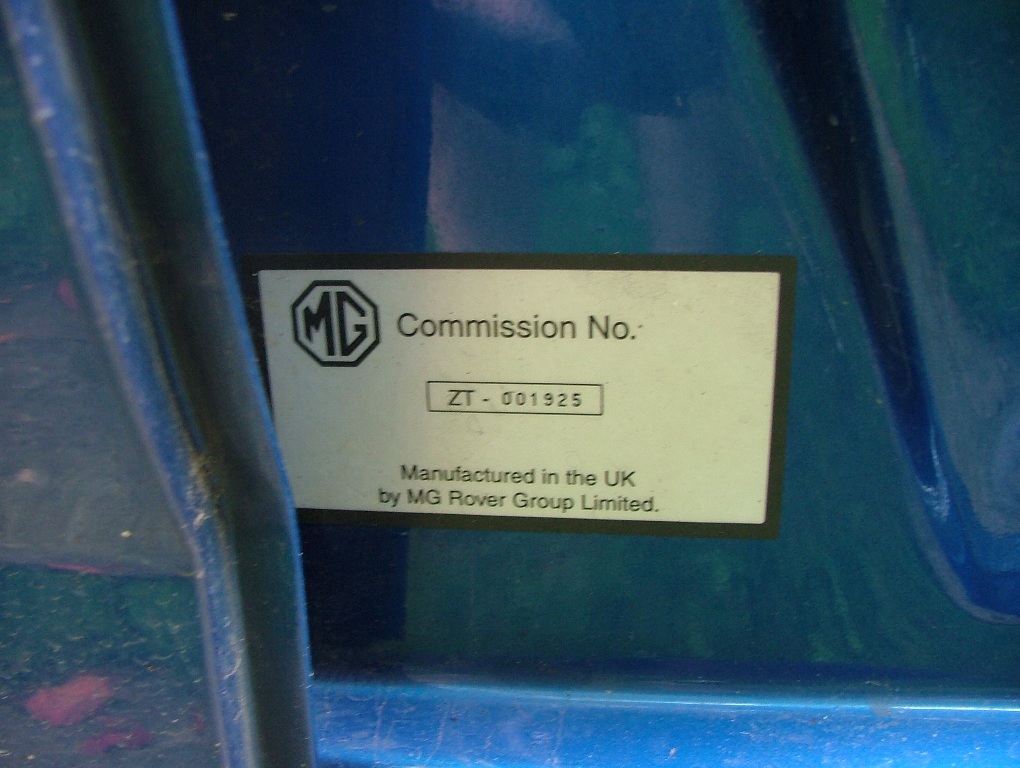 MG Commission No.
ZT - 001925
Manufactured in the UK
by MG Rover Group Limited.